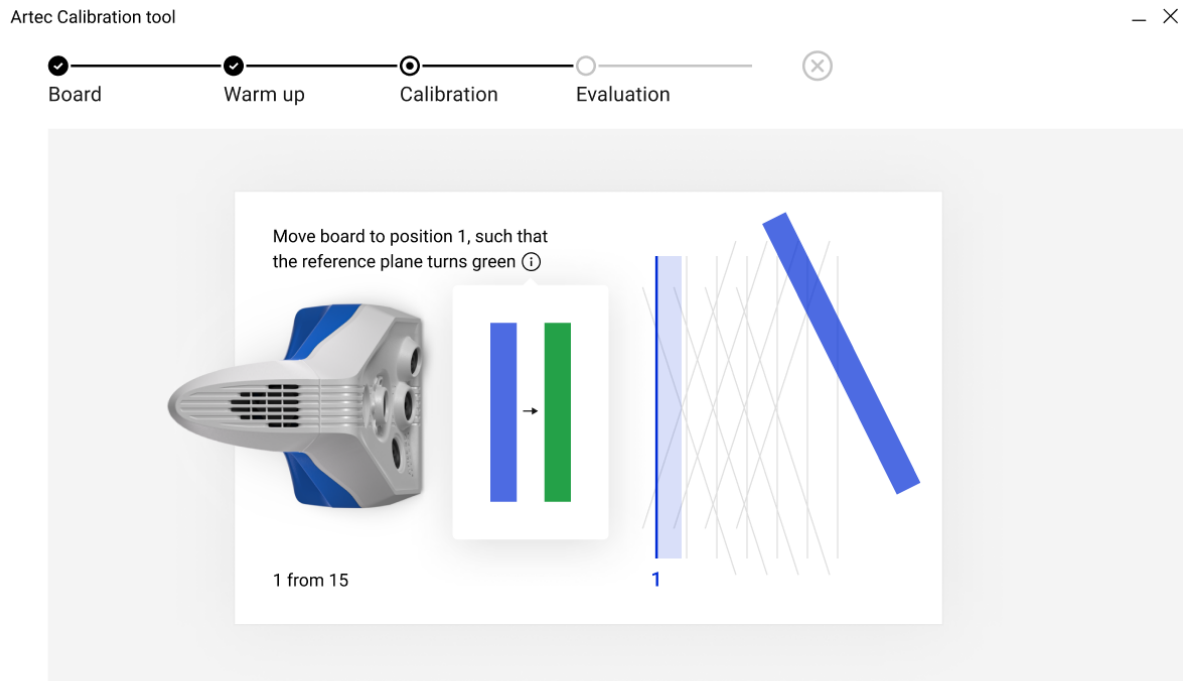 Artec Calibration tool
Board
Warm up
Calibration
Evaluation
Move board to position 1, such that
the reference plane turns green
1 from 15
1